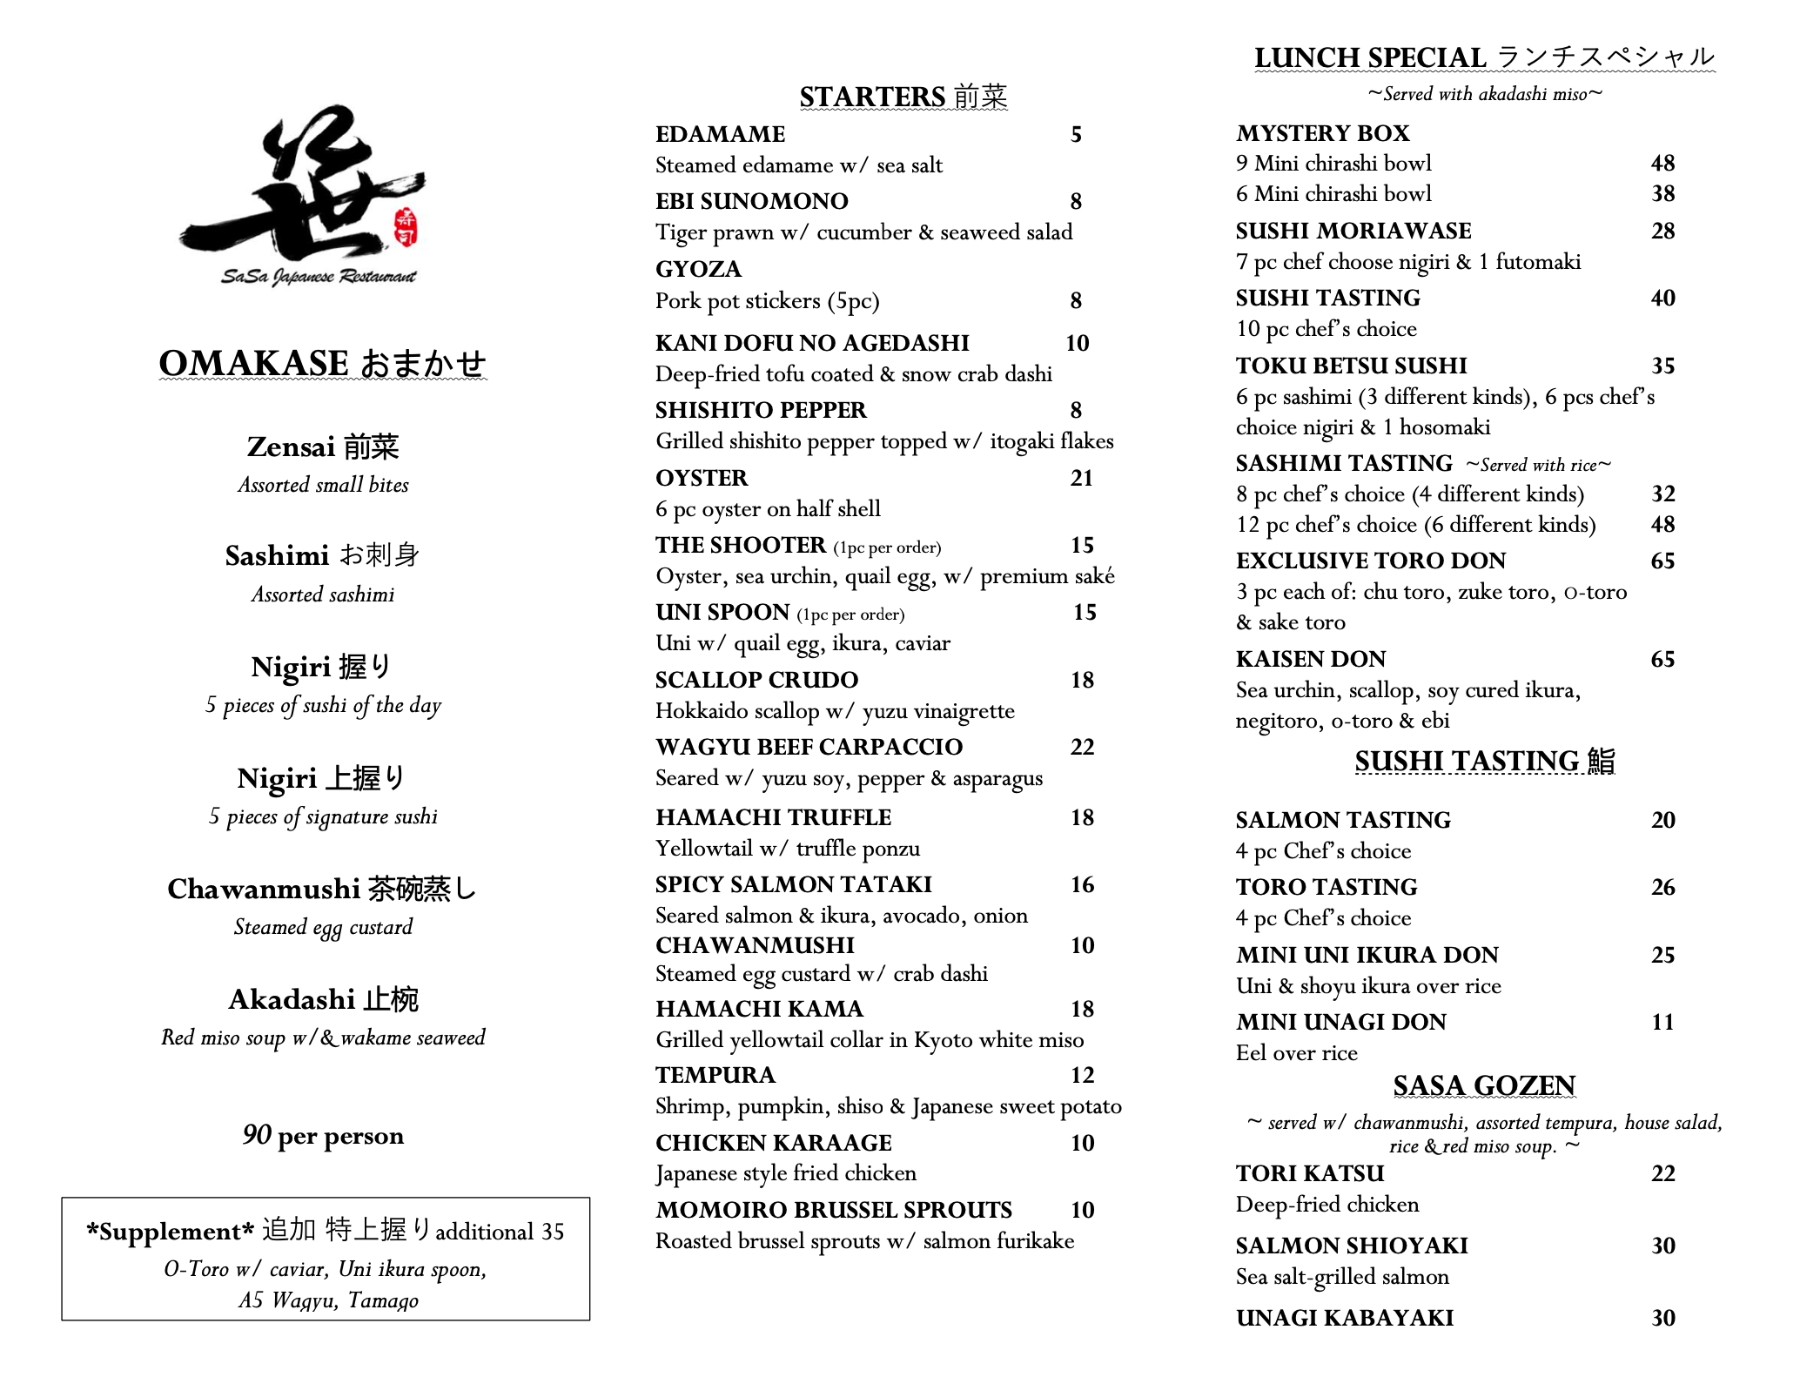 笹
寿司
SaSa Japanese Restaurant
OMAKASE おまかせ
Zensai 前菜
Assorted small bites
Sashimi お刺身
Assorted sashimi
Nigiri 握り
5 pieces of sushi of the day
Nigiri 上握り
5 pieces of signature sushi
Chawanmushi 茶碗蒸し
Steamed egg custard
Akadashi 止椀
Red miso soup w/& wakame seaweed
90 per person
*Supplement* 追加 特上握り additional 35
O-Toro w/ caviar, Uni ikura spoon,
A5 Wagyu, Tamago
STARTERS 前菜
EDAMAME 5
Steamed edamame w/ sea salt
EBI SUNOMONO 8
Tiger prawn w/ cucumber & seaweed salad
GYOZA
Pork pot stickers (5pc) 8
KANI DOFU NO AGEDASHI 10
Deep-fried tofu coated & snow crab dashi
SHISHITO PEPPER 8
Grilled shishito pepper topped w/ itogaki flakes
OYSTER 21
6 pc oyster on half shell
THE SHOOTER (1pc per order) 15
Oyster, sea urchin, quail egg, w/ premium saké
UNI SPOON (1pc per order) 15
Uni w/ quail egg, ikura, caviar
SCALLOP CRUDO 18
Hokkaido scallop w/ yuzu vinaigrette
WAGYU BEEF CARPACCIO 22
Seared w/ yuzu soy, pepper & asparagus
HAMACHI TRUFFLE 18
Yellowtail w/ truffle ponzu
SPICY SALMON TATAKI 16
Seared salmon & ikura, avocado, onion
CHAWANMUSHI 10
Steamed egg custard w/ crab dashi
HAMACHI KAMA 18
Grilled yellowtail collar in Kyoto white miso
TEMPURA 12
Shrimp, pumpkin, shiso & Japanese sweet potato
CHICKEN KARAAGE 10
Japanese style fried chicken
MOMOIRO BRUSSEL SPROUTS 10
Roasted brussel sprouts w/ salmon furikake
LUNCH SPECIAL ランチスペシャル
~Served with akadashi miso~
MYSTERY BOX
9 Mini chirashi bowl 48
6 Mini chirashi bowl 38
SUSHI MORIAWASE 28
7 pc chef choose nigiri & 1 futomaki
SUSHI TASTING 40
10 pc chef's choice
TOKU BETSU SUSHI 35
6 pc sashimi (3 different kinds), 6 pcs chef's
choice nigiri & 1 hosomaki
SASHIMI TASTING ~Served with rice~
8 pc chef's choice (4 different kinds) 32
12 pc chef's choice (6 different kinds) 48
EXCLUSIVE TORO DON 65
3 pc each of: chu toro, zuke toro, O-toro
& sake toro
KAISEN DON 65
Sea urchin, scallop, soy cured ikura,
negitoro, o-toro & ebi
SUSHI TASTING 鮨
SALMON TASTING 20
4 pc Chef's choice
TORO TASTING 26
4 pc Chef's choice
MINI UNI IKURA DON 25
Uni & shoyu ikura over rice
MINI UNAGI DON 11
Eel over rice
SASA GOZEN
~ served w/ chawanmushi, assorted tempura, house salad,
rice & red miso soup. ~
TORI KATSU 22
Deep-fried chicken
SALMON SHIOYAKI 30
Sea salt-grilled salmon
UNAGI KABAYAKI 30